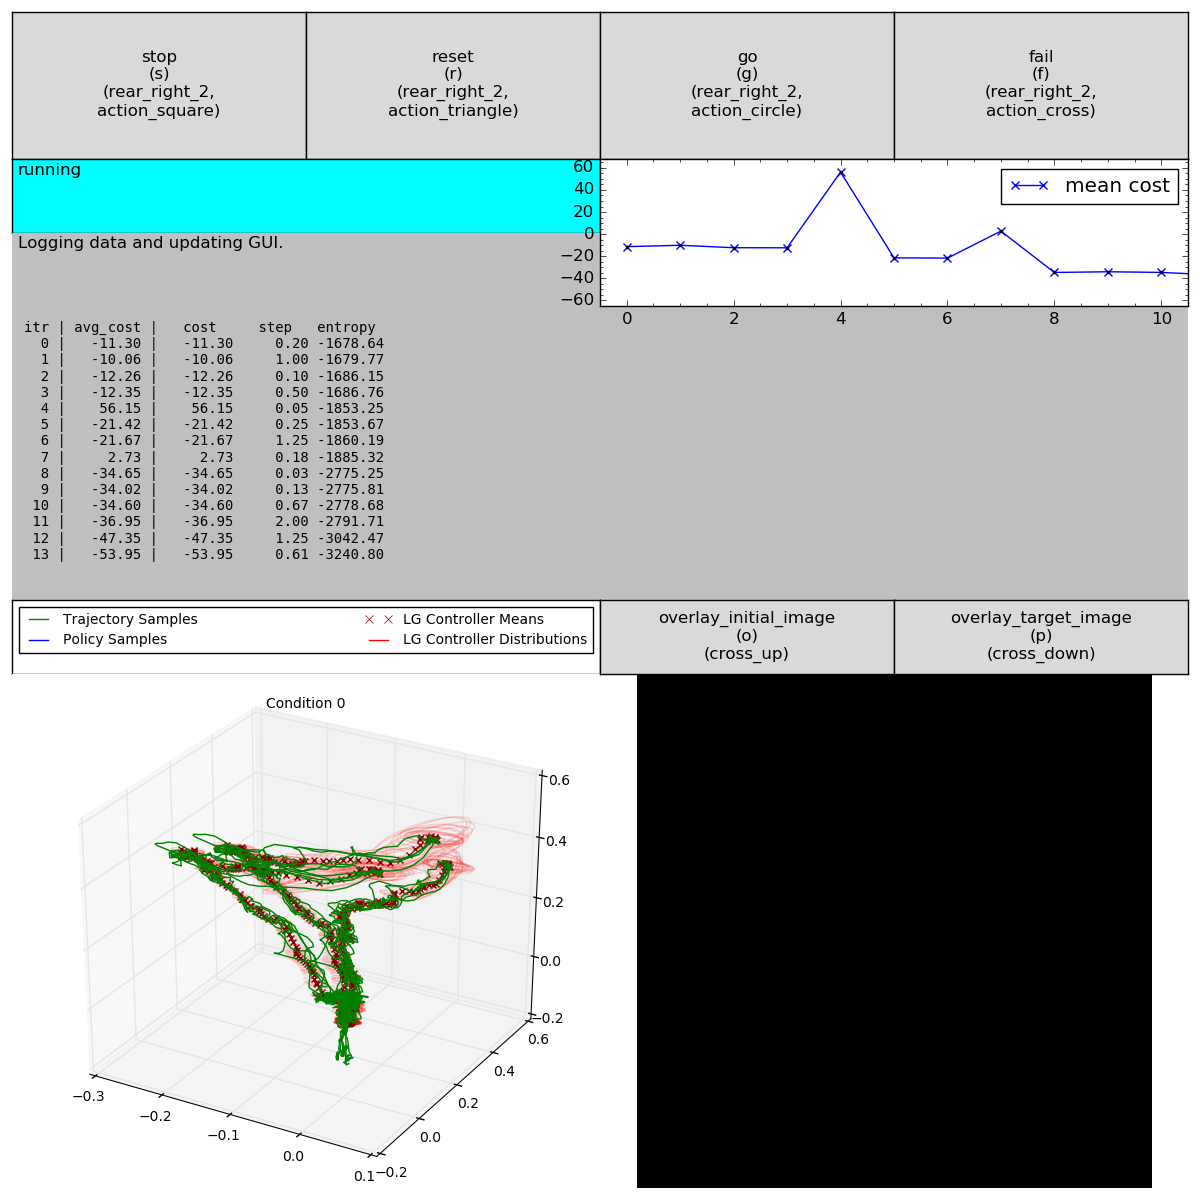 stop
(s)
(rear_right_2,
action_square)
reset
(r)
(rear_right_2,
action_triangle)
go
(g)
(rear_right_2,
action_circle)
fail
(f)
(rear_right_2,
action_cross)
running
60
40
20
0
−20
−40
−60
mean cost
0 2 4 6 8 10
Logging data and updating GUI.
itr | avg_cost |   cost     step   entropy
0 |   -11.30 |   -11.30     0.20 -1678.64
1 |   -10.06 |   -10.06     1.00 -1679.77
2 |   -12.26 |   -12.26     0.10 -1686.15
3 |   -12.35 |   -12.35     0.50 -1686.76
4 |    56.15 |    56.15     0.05 -1853.25
5 |   -21.42 |   -21.42     0.25 -1853.67
6 |   -21.67 |   -21.67     1.25 -1860.19
7 |     2.73 |     2.73     0.18 -1885.32
8 |   -34.65 |   -34.65     0.03 -2775.25
9 |   -34.02 |   -34.02     0.13 -2775.81
10 |   -34.60 |   -34.60     0.67 -2778.68
11 |   -36.95 |   -36.95     2.00 -2791.71
12 |   -47.35 |   -47.35     1.25 -3042.47
13 |   -53.95 |   -53.95     0.61 -3240.80
Trajectory Samples
Policy Samples
LG Controller Means
LG Controller Distributions
overlay_initial_image
(o)
(cross_up)
overlay_target_image
(p)
(cross_down)
Condition 0
0.6
0.4
0.2
0.0
−0.2
0.6
0.4
0.2
0.0
−0.2
−0.3
−0.2
−0.1
0.0
0.1